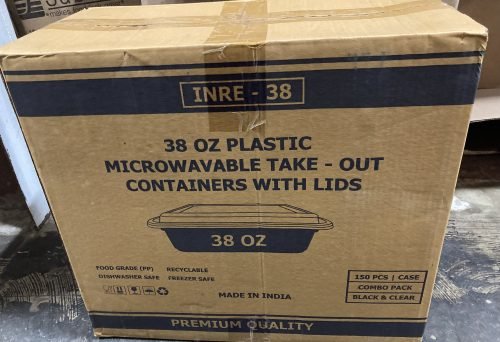 INRE - 38
38 OZ PLASTIC
MICROWAVABLE TAKE - OUT
CONTAINERS WITH LIDS
38 OZ
FOOD GRADE (PP) RECYCLABLE
DISHWASHER SAFE FREEZER SAFE
MADE IN INDIA
150 PCS | CASE
COMBO PACK
BLACK & CLEAR
PREMIUM QUALITY